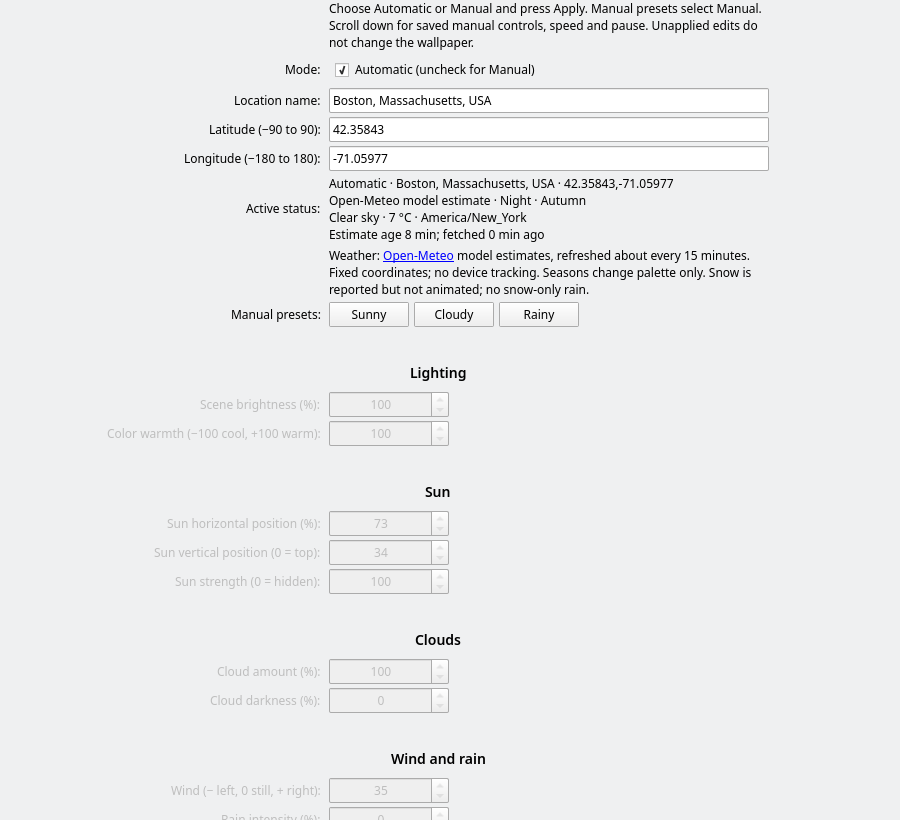 Choose Automatic or Manual and press Apply. Manual presets select Manual.
Scroll down for saved manual controls, speed and pause. Unapplied edits do
not change the wallpaper.
Mode: Automatic (uncheck for Manual)
Location name: Boston, Massachusetts, USA
Latitude (−90 to 90): 42.35843
Longitude (−180 to 180): -71.05977
Active status:
Automatic · Boston, Massachusetts, USA · 42.35843,-71.05977
Open-Meteo model estimate · Night · Autumn
Clear sky · 7 °C · America/New_York
Estimate age 8 min; fetched 0 min ago
Weather: Open-Meteo model estimates, refreshed about every 15 minutes.
Fixed coordinates; no device tracking. Seasons change palette only. Snow is
reported but not animated; no snow-only rain.
Manual presets: Sunny Cloudy Rainy
Lighting
Scene brightness (%): 100
Color warmth (−100 cool, +100 warm): 100
Sun
Sun horizontal position (%): 73
Sun vertical position (0 = top): 34
Sun strength (0 = hidden): 100
Clouds
Cloud amount (%): 100
Cloud darkness (%): 0
Wind and rain
Wind (− left, 0 still, + right): 35
Rain intensity (%): 0